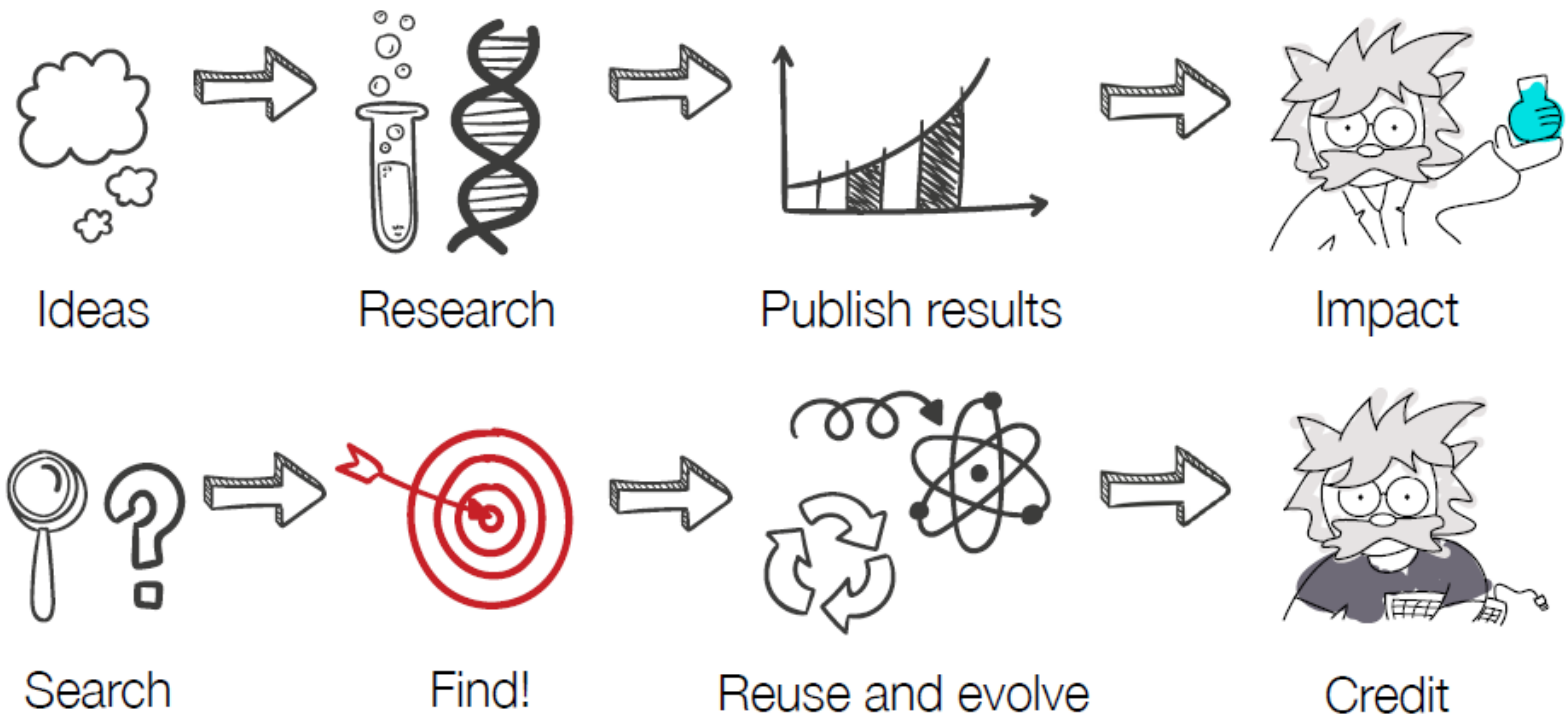 Ideas
Research
Publish results
Impact
Search
Find!
Reuse and evolve
Credit